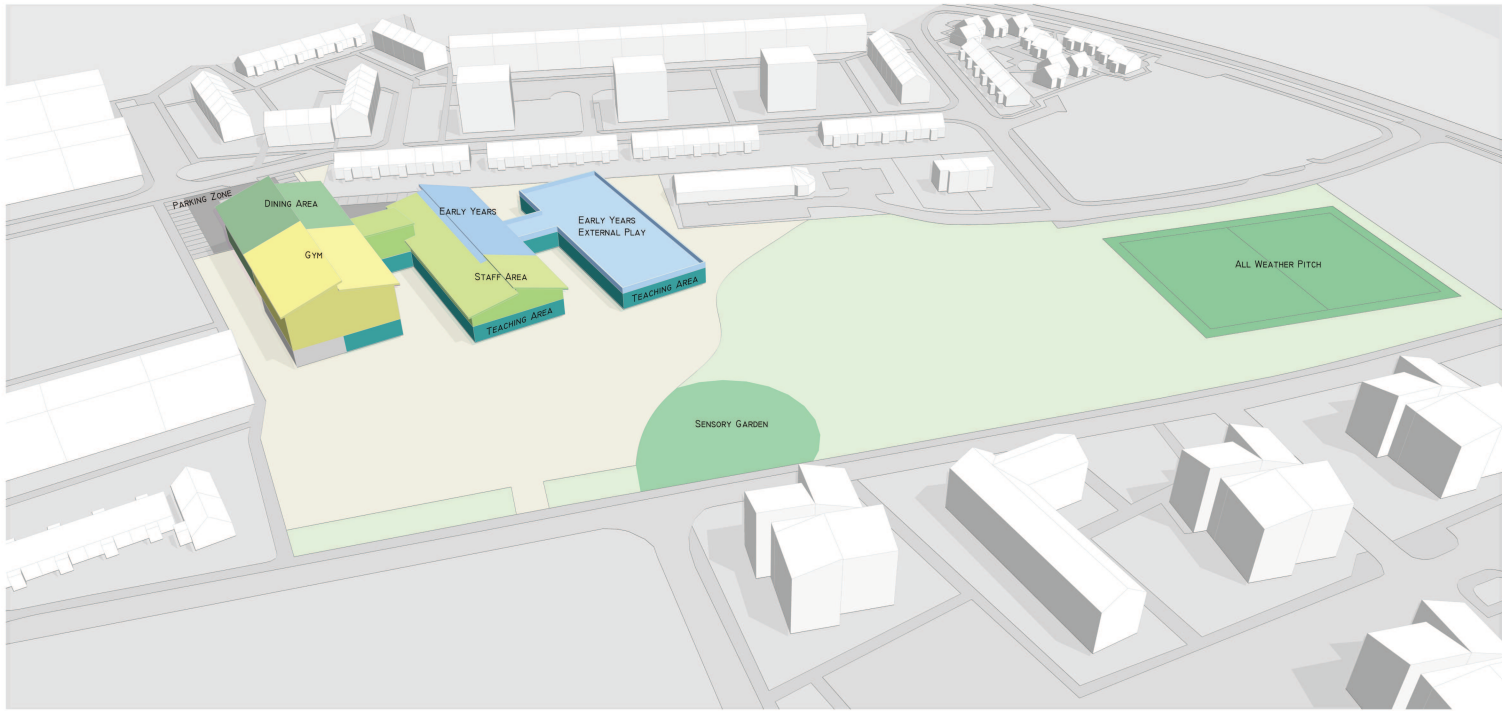 PARKING ZONE
DINING AREA
GYM
EARLY YEARS
STAFF AREA
TEACHING AREA
EARLY YEARS
EXTERNAL PLAY
TEACHING AREA
ALL WEATHER PITCH
SENSORY GARDEN